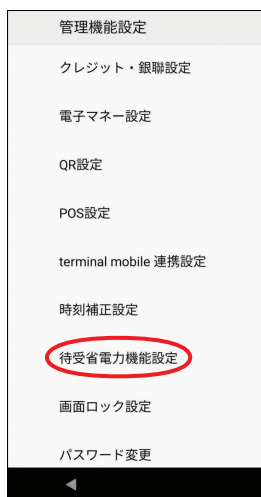 管理機能設定
クレジット・銀聯設定
電子マネー設定
QR設定
POS設定
terminal mobile 連携設定
時刻補正設定
待受省電力機能設定
画面ロック設定
パスワード変更